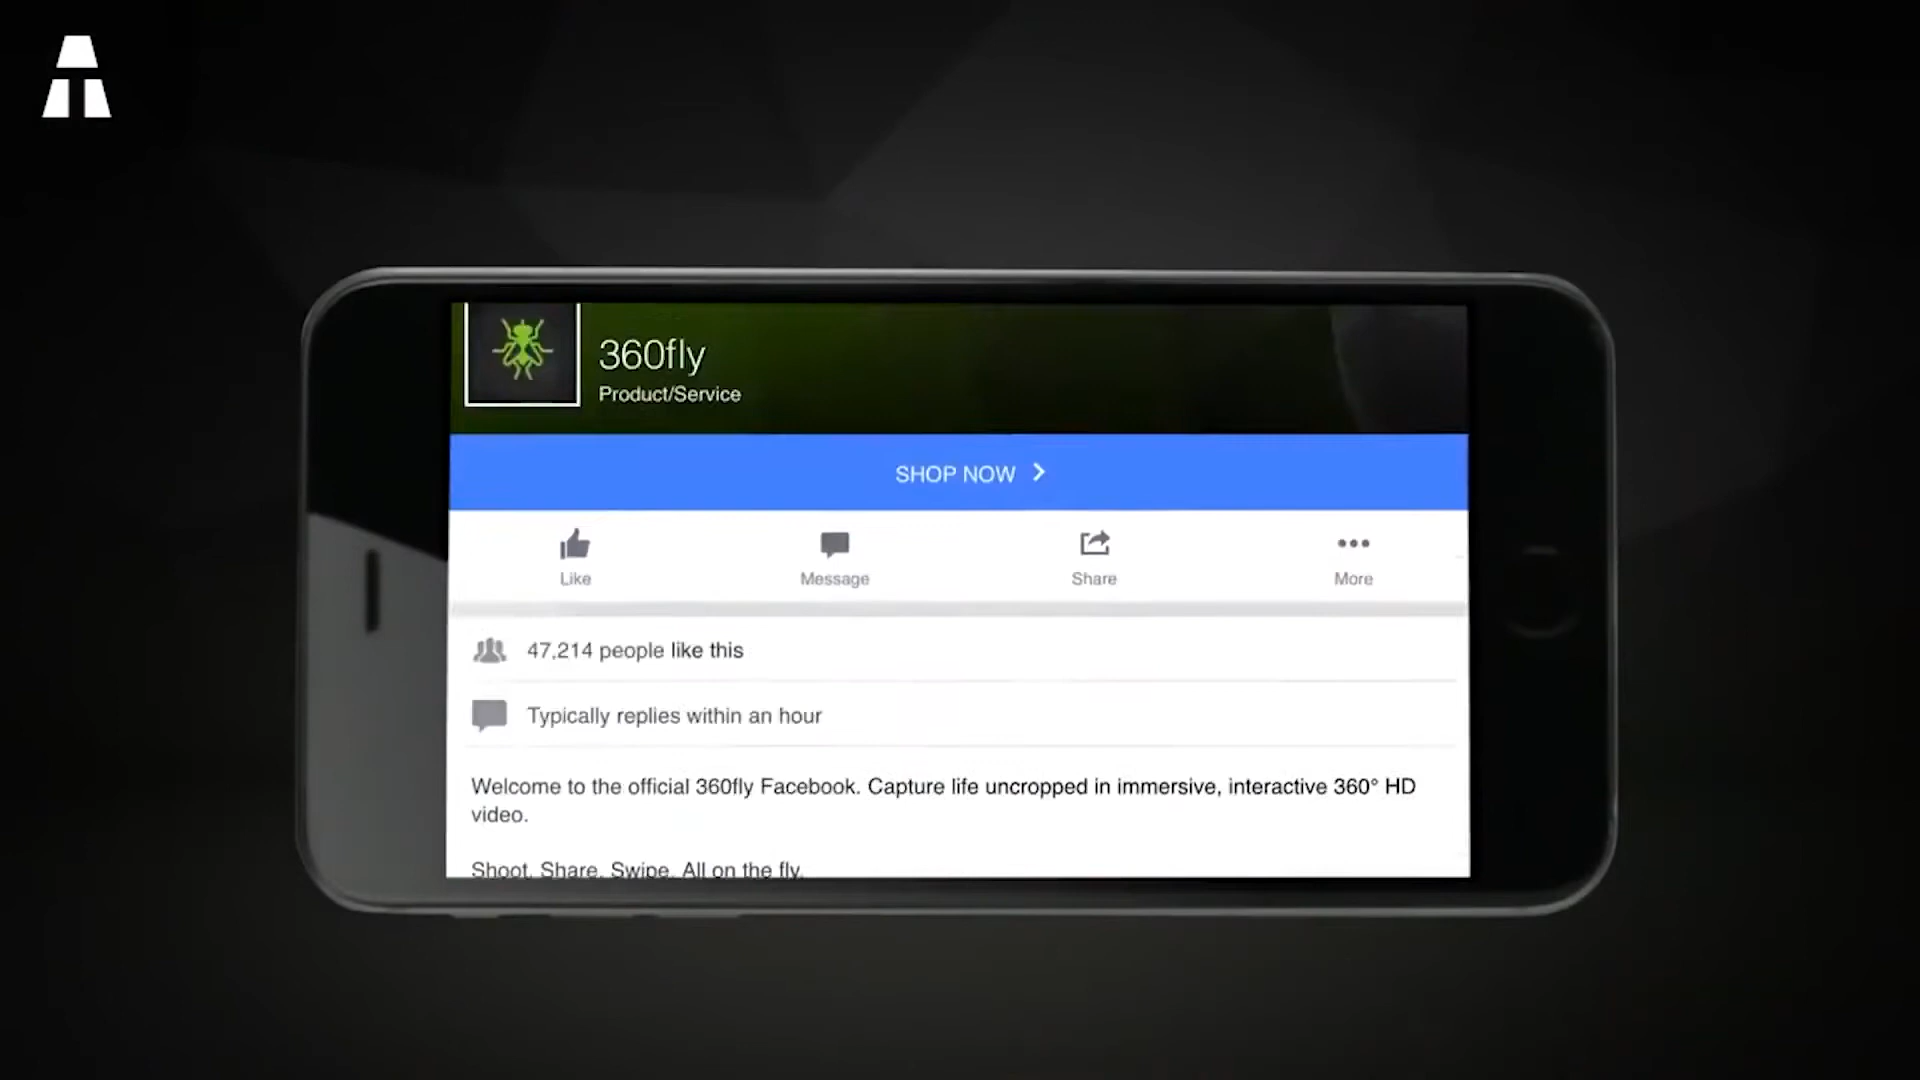 360fly
Product/Service
SHOP NOW
Like
Message
Share
More
47,214 people like this
Typically replies within an hour
Welcome to the official 360fly Facebook. Capture life uncropped in immersive, interactive 360° HD
video.
Shoot. Share. Swipe. All on the fly.